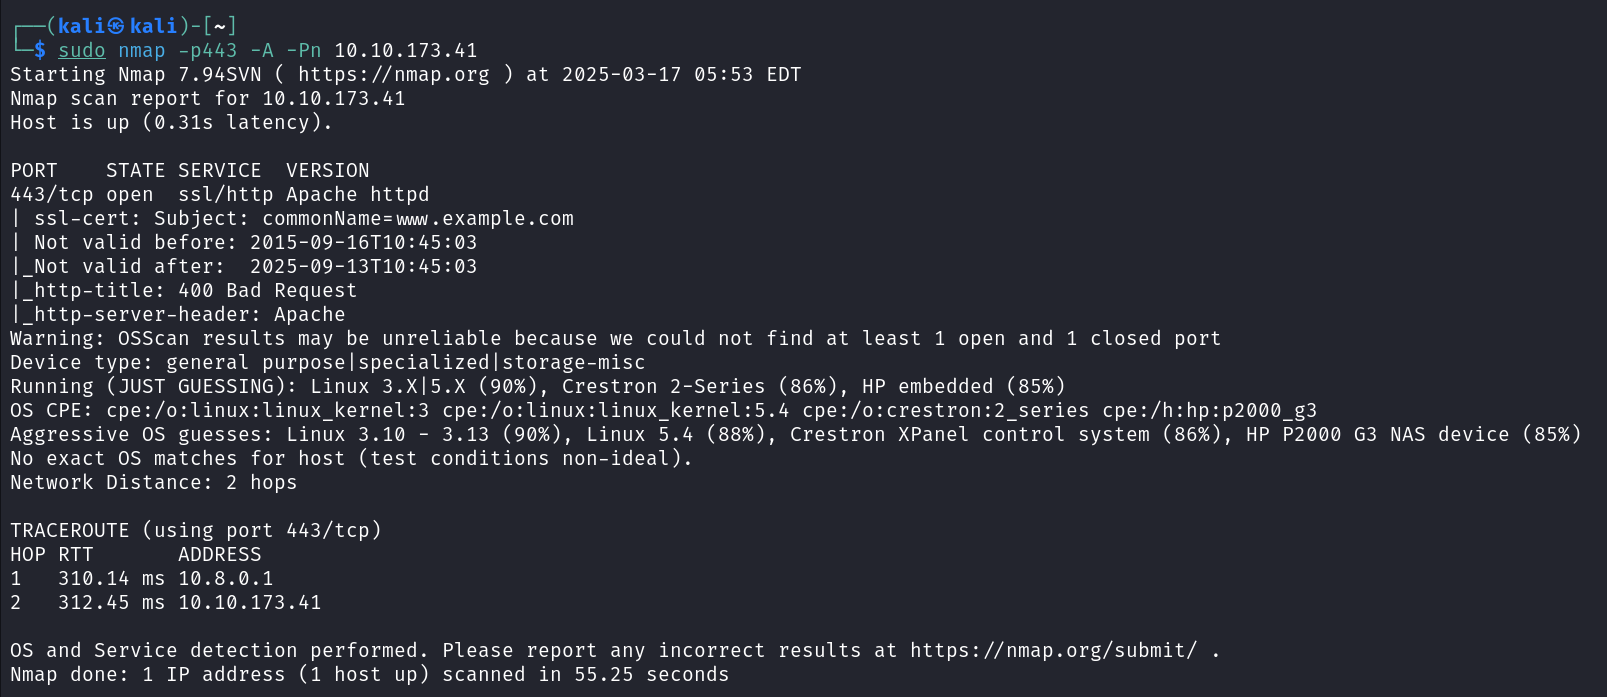 ┌──(kali㉿kali)-[~]
└─$ sudo nmap -p443 -A -Pn 10.10.173.41
Starting Nmap 7.94SVN ( https://nmap.org ) at 2025-03-17 05:53 EDT
Nmap scan report for 10.10.173.41
Host is up (0.31s latency).

PORT    STATE SERVICE  VERSION
443/tcp open  ssl/http Apache httpd
| ssl-cert: Subject: commonName=www.example.com
| Not valid before: 2015-09-16T10:45:03
|_Not valid after:  2025-09-13T10:45:03
|_http-title: 400 Bad Request
|_http-server-header: Apache
Warning: OSScan results may be unreliable because we could not find at least 1 open and 1 closed port
Device type: general purpose|specialized|storage-misc
Running (JUST GUESSING): Linux 3.X|5.X (90%), Crestron 2-Series (86%), HP embedded (85%)
OS CPE: cpe:/o:linux:linux_kernel:3 cpe:/o:linux:linux_kernel:5.4 cpe:/o:crestron:2_series cpe:/h:hp:p2000_g3
Aggressive OS guesses: Linux 3.10 - 3.13 (90%), Linux 5.4 (88%), Crestron XPanel control system (86%), HP P2000 G3 NAS device (85%)
No exact OS matches for host (test conditions non-ideal).
Network Distance: 2 hops

TRACEROUTE (using port 443/tcp)
HOP RTT       ADDRESS
1   310.14 ms 10.8.0.1
2   312.45 ms 10.10.173.41

OS and Service detection performed. Please report any incorrect results at https://nmap.org/submit/ .
Nmap done: 1 IP address (1 host up) scanned in 55.25 seconds